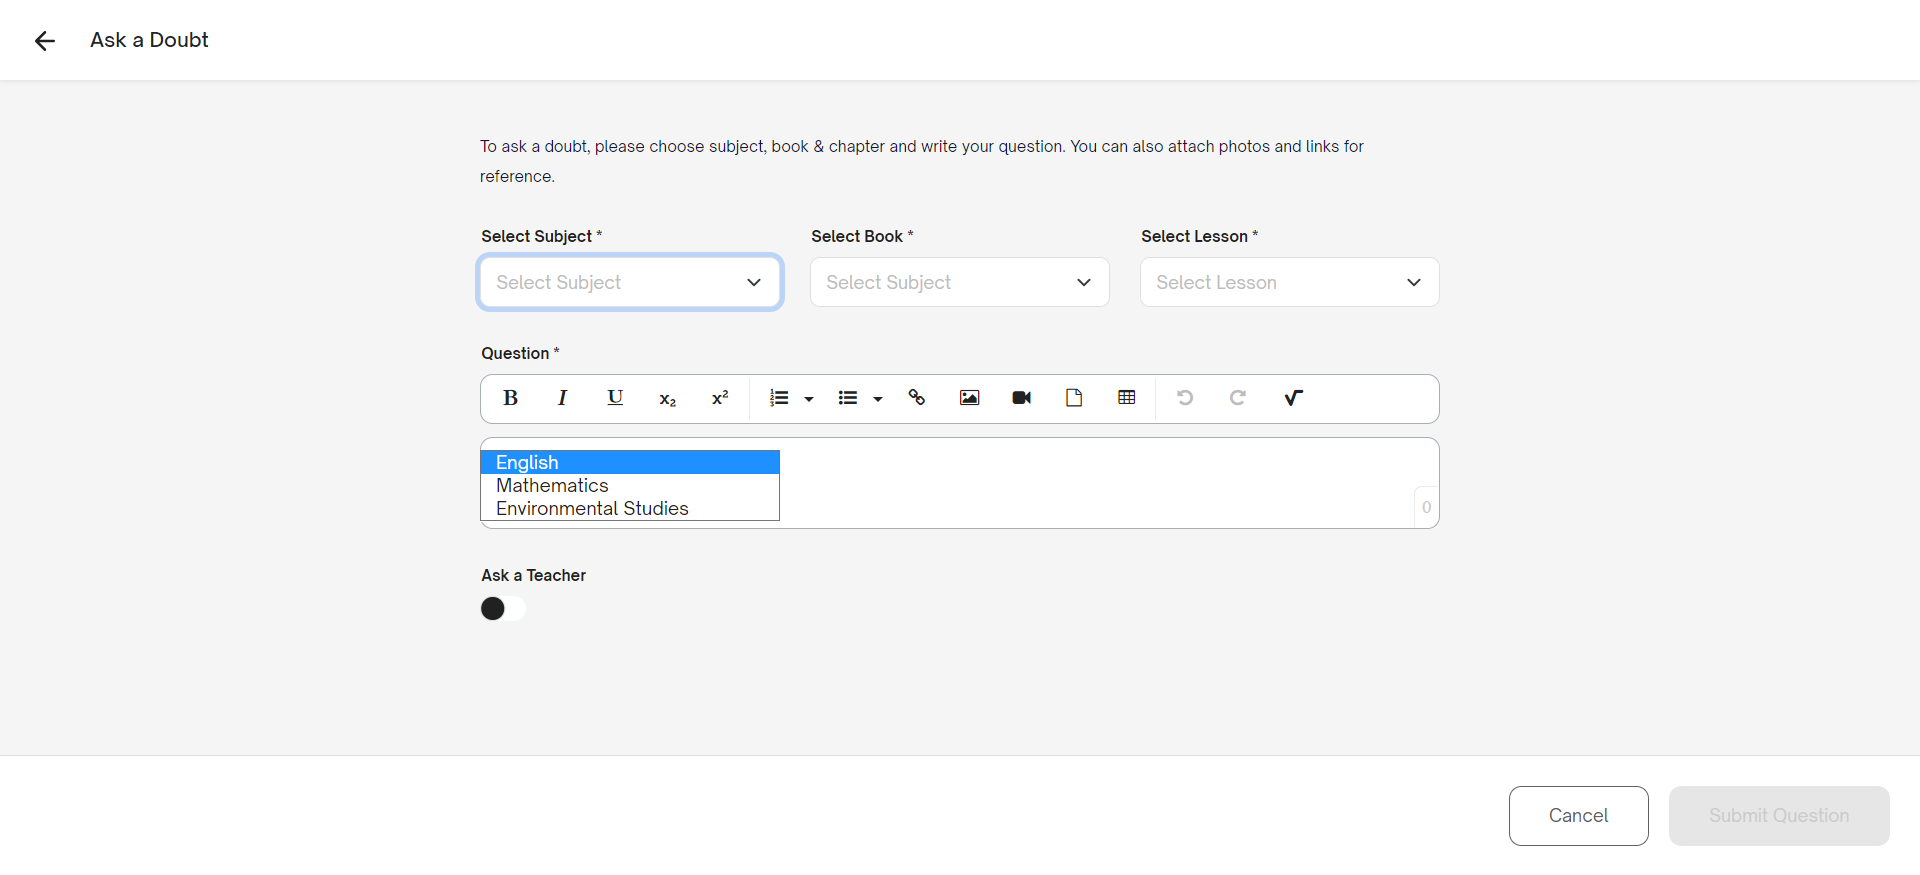 Ask a Doubt
To ask a doubt, please choose subject, book & chapter and write your question. You can also attach photos and links for
reference.
Select Subject * Select Book * Select Lesson *
Select Subject Select Subject Select Lesson
Question *
B I U x₂ x²
English
Mathematics
Environmental Studies
0
Ask a Teacher
Cancel Submit Question